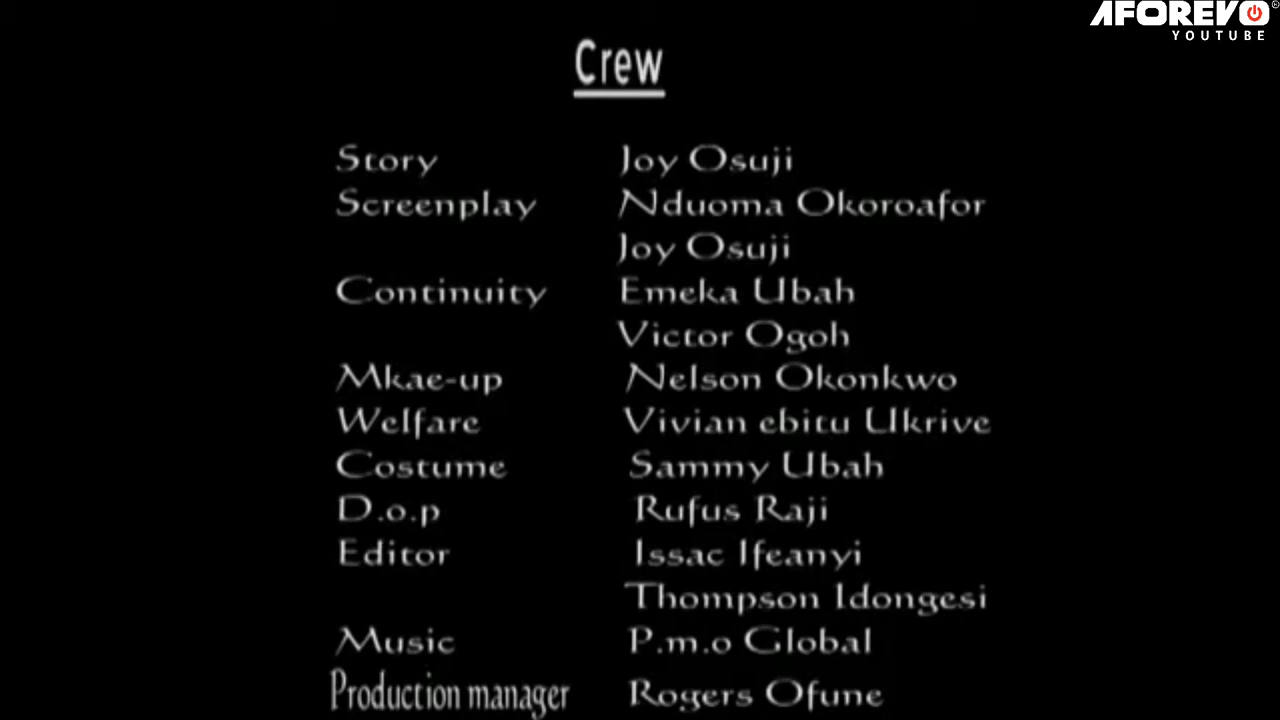 AFOREVO
YOUTUBE
Crew
Story Joy Osuji
Screenplay Nduoma Okoroafor
Joy Osuji
Continuity Emeka Ubah
Victor Ogoh
Mkae-up Nelson Okonkwo
Welfare Vivian ebitu Ukrive
Costume Sammy Ubah
D.o.p Rufus Raji
Editor Issac Ifeanyi
Thompson Idongesi
Music P.m.o Global
Production manager Rogers Ofune